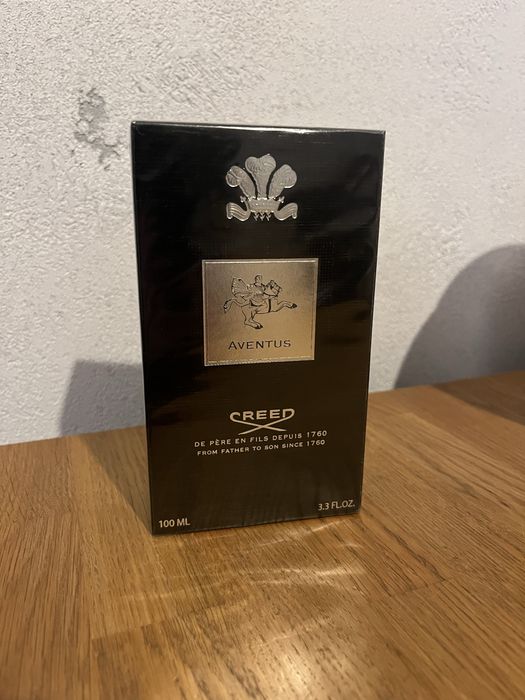 AVENTUS
CREED
DE PÈRE EN FILS DEPUIS 1760
FROM FATHER TO SON SINCE 1760
100 ML
3.3 FL.OZ.